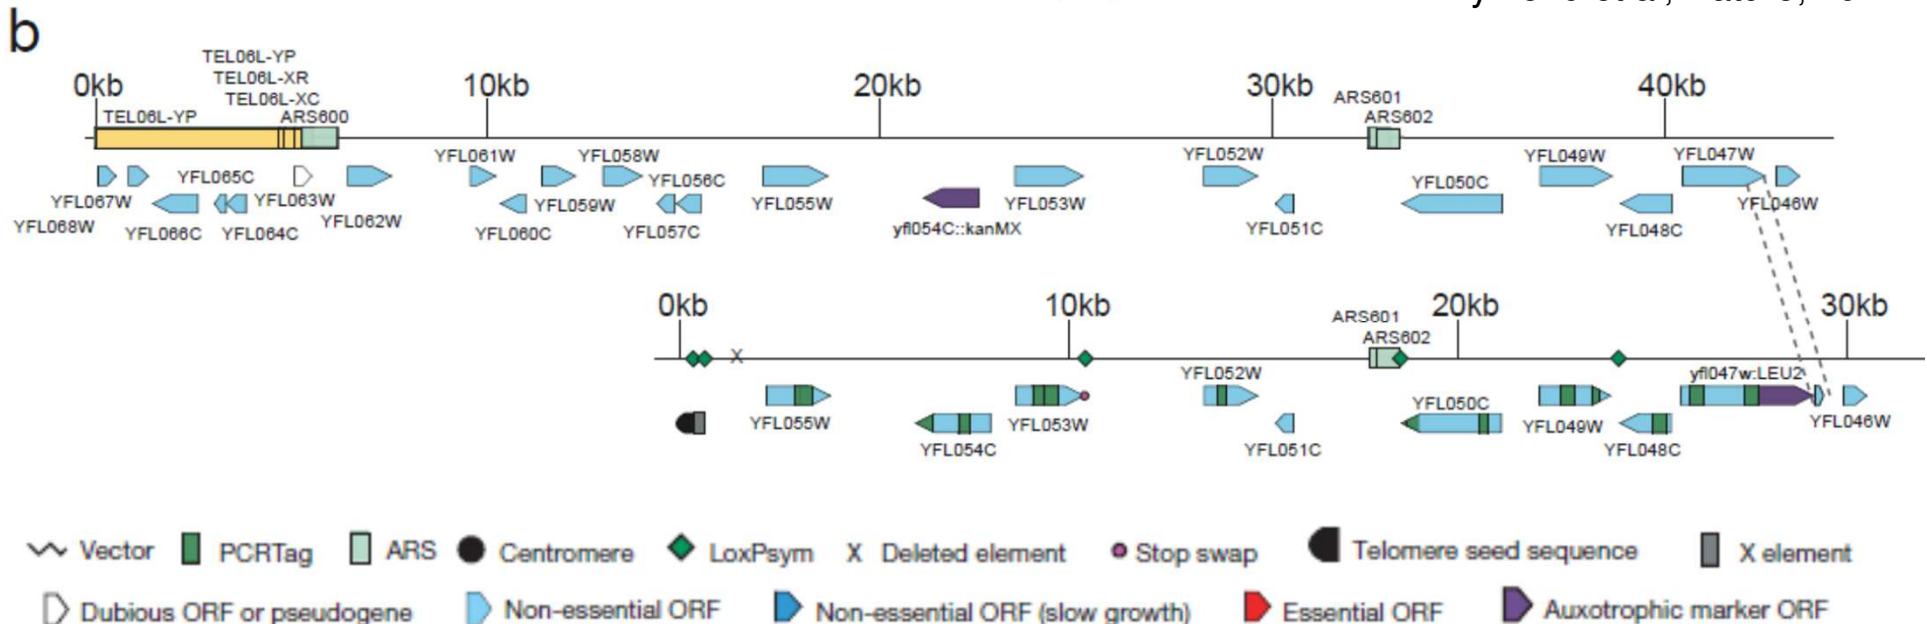 b
TEL06L-YP
TEL06L-XR
TEL06L-XC
0kb 10kb 20kb 30kb 40kb
TEL06L-YP ARS600 ARS601
ARS602
YFL061W YFL058W YFL052W YFL049W YFL047W
YFL065C YFL056C YFL050C
YFL067W YFL063W YFL059W YFL055W YFL053W YFL046W
YFL068W YFL066C YFL064C YFL062W YFL060C YFL057C yfl054C::kanMX YFL051C YFL048C
0kb 10kb 20kb 30kb
ARS601
ARS602
YFL052W yfl047w:LEU2
YFL050C
YFL055W YFL053W YFL049W YFL046W
YFL054C YFL051C YFL048C
X
Vector PCRTag ARS Centromere LoxPsym X Deleted element Stop swap Telomere seed sequence X element
Dubious ORF or pseudogene Non-essential ORF Non-essential ORF (slow growth) Essential ORF Auxotrophic marker ORF